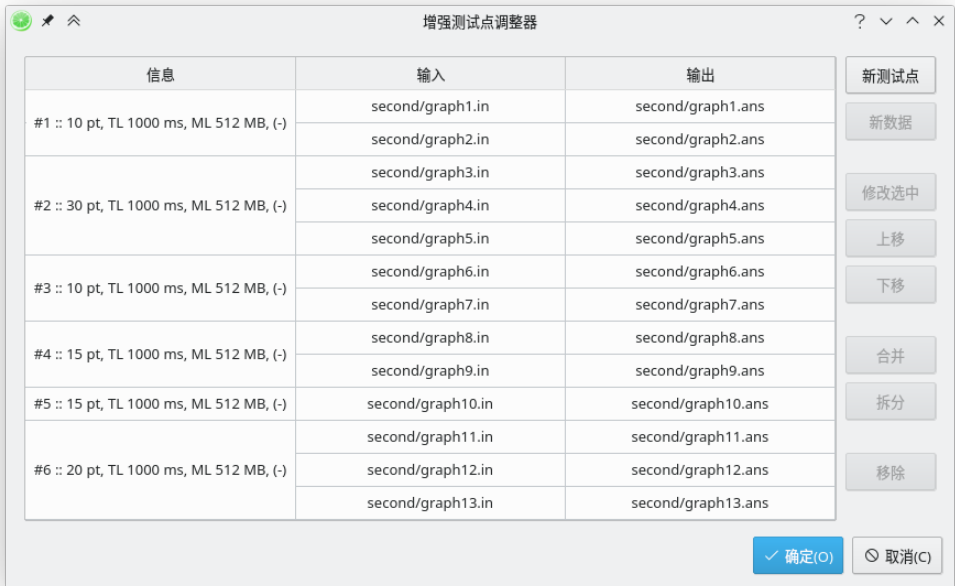 增强测试点调整器
信息 输入 输出
新测试点
#1 :: 10 pt, TL 1000 ms, ML 512 MB, (-)
second/graph1.in second/graph1.ans
second/graph2.in second/graph2.ans
新数据
#2 :: 30 pt, TL 1000 ms, ML 512 MB, (-)
second/graph3.in second/graph3.ans
second/graph4.in second/graph4.ans
second/graph5.in second/graph5.ans
修改选中
上移
#3 :: 10 pt, TL 1000 ms, ML 512 MB, (-)
second/graph6.in second/graph6.ans
second/graph7.in second/graph7.ans
下移
#4 :: 15 pt, TL 1000 ms, ML 512 MB, (-)
second/graph8.in second/graph8.ans
second/graph9.in second/graph9.ans
合并
#5 :: 15 pt, TL 1000 ms, ML 512 MB, (-)
second/graph10.in second/graph10.ans
拆分
#6 :: 20 pt, TL 1000 ms, ML 512 MB, (-)
second/graph11.in second/graph11.ans
second/graph12.in second/graph12.ans
second/graph13.in second/graph13.ans
移除
确定(O) 取消(C)